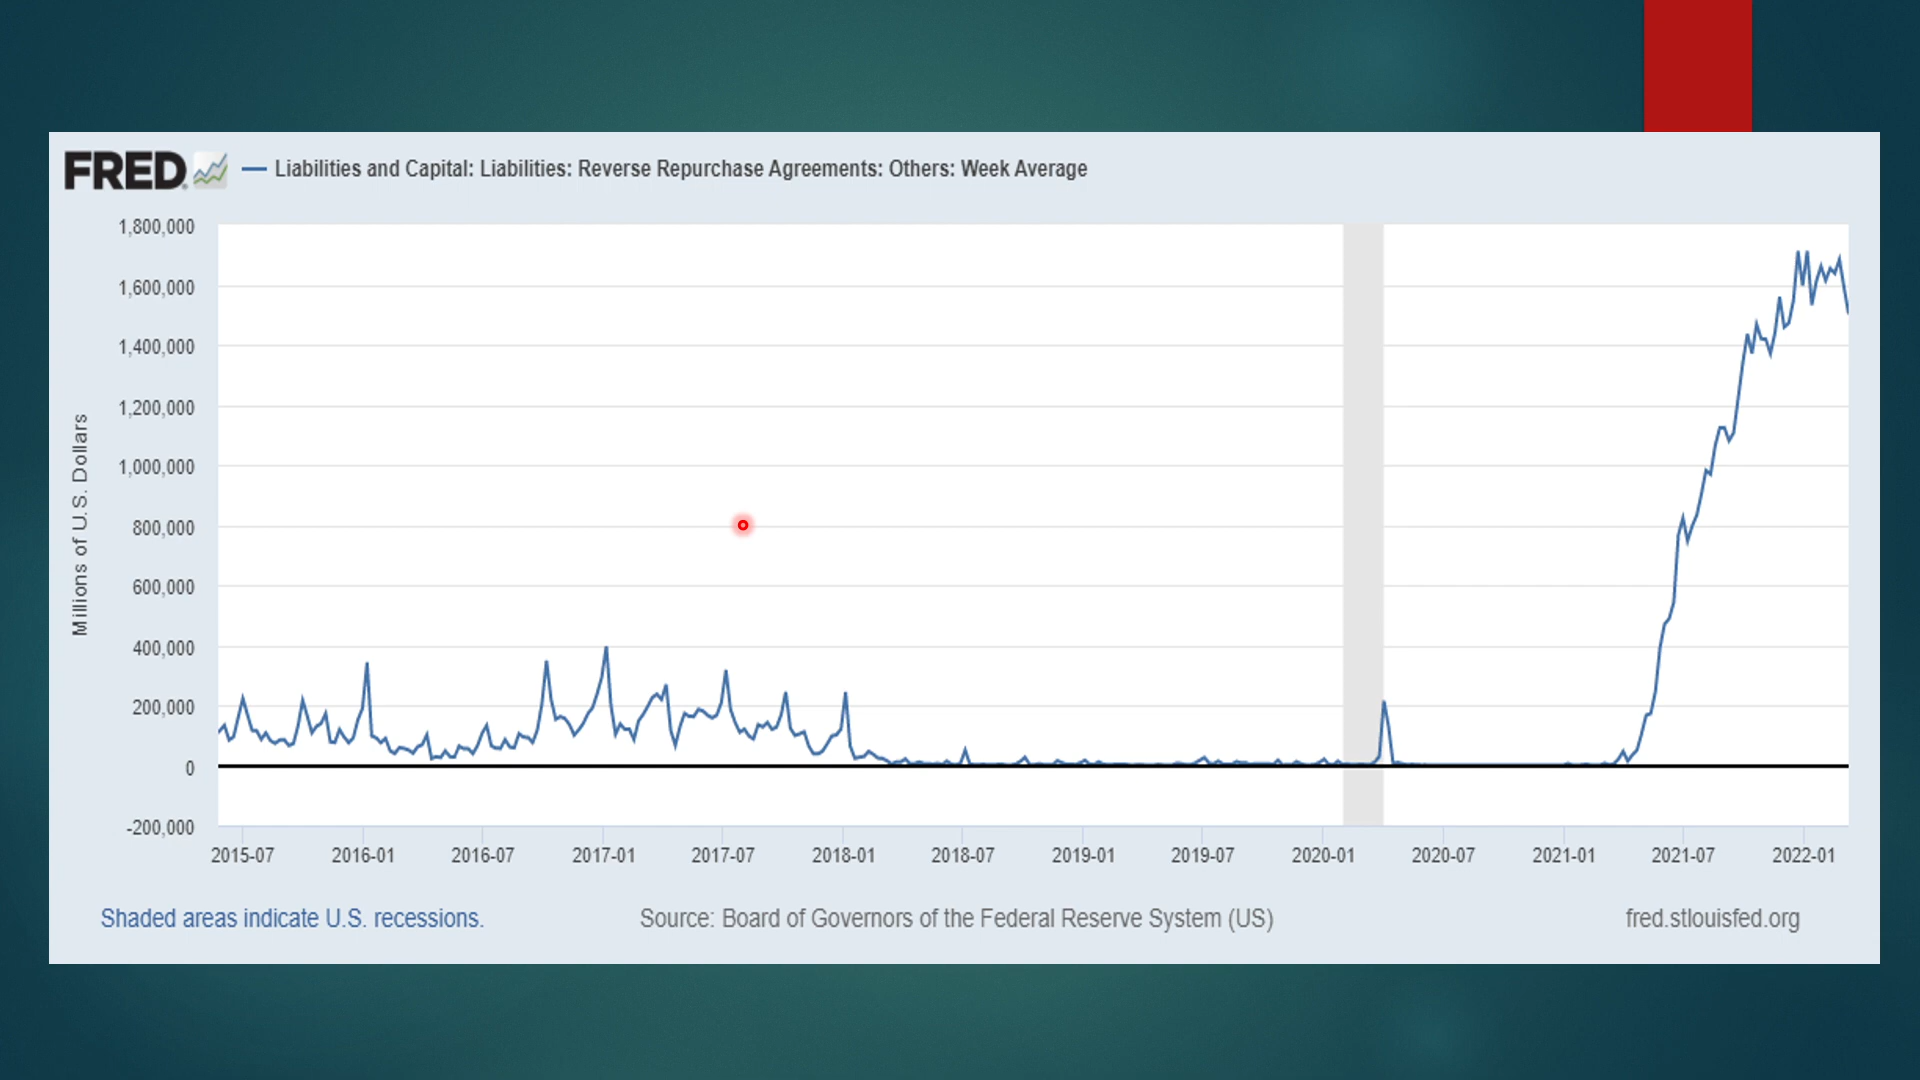 FRED
Liabilities and Capital: Liabilities: Reverse Repurchase Agreements: Others: Week Average
1,800,000
1,600,000
1,400,000
1,200,000
1,000,000
800,000
600,000
400,000
200,000
0
-200,000
Millions of U.S. Dollars
2015-07 2016-01 2016-07 2017-01 2017-07 2018-01 2018-07 2019-01 2019-07 2020-01 2020-07 2021-01 2021-07 2022-01
Shaded areas indicate U.S. recessions. Source: Board of Governors of the Federal Reserve System (US) fred.stlouisfed.org